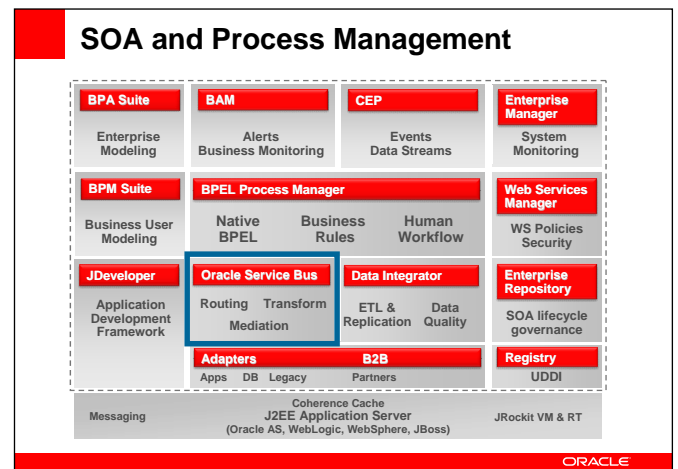 SOA and Process Management
BPA Suite
Enterprise
Modeling
BAM
Alerts
Business Monitoring
CEP
Events
Data Streams
Enterprise
Manager
System
Monitoring
BPM Suite
Business User
Modeling
BPEL Process Manager
Native
BPEL
Business
Rules
Human
Workflow
Web Services
Manager
WS Policies
Security
JDeveloper
Application
Development
Framework
Oracle Service Bus
Routing Transform
Mediation
Data Integrator
ETL &
Replication
Data
Quality
Enterprise
Repository
SOA lifecycle
governance
Adapters B2B
Apps DB Legacy Partners
Registry
UDDI
Messaging
Coherence Cache
J2EE Application Server
(Oracle AS, WebLogic, WebSphere, JBoss)
JRockit VM & RT
ORACLE